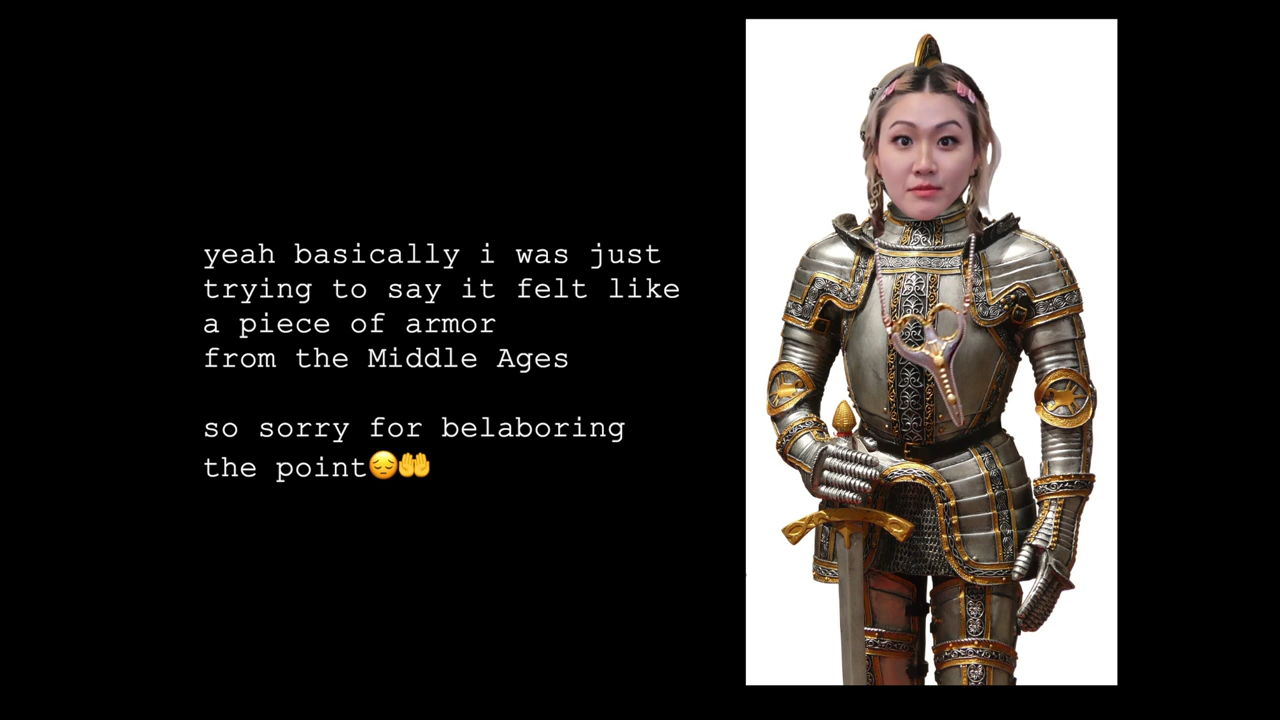 yeah basically i was just
trying to say it felt like
a piece of armor
from the Middle Ages
so sorry for belaboring
the point😔🤲